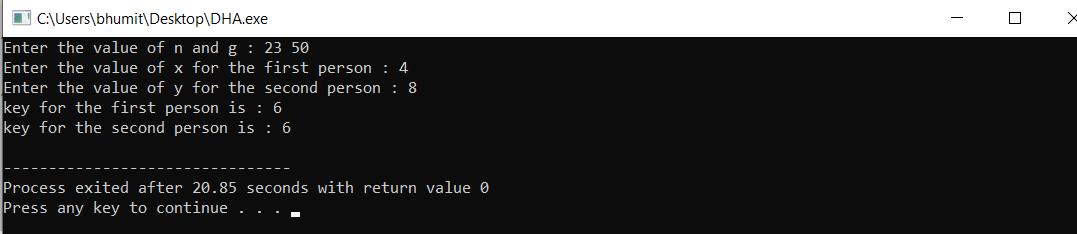 C:\Users\bhumit\Desktop\DHA.exe
Enter the value of n and g : 23 50
Enter the value of x for the first person : 4
Enter the value of y for the second person : 8
key for the first person is : 6
key for the second person is : 6
--------------------------------
Process exited after 20.85 seconds with return value 0
Press any key to continue . . .